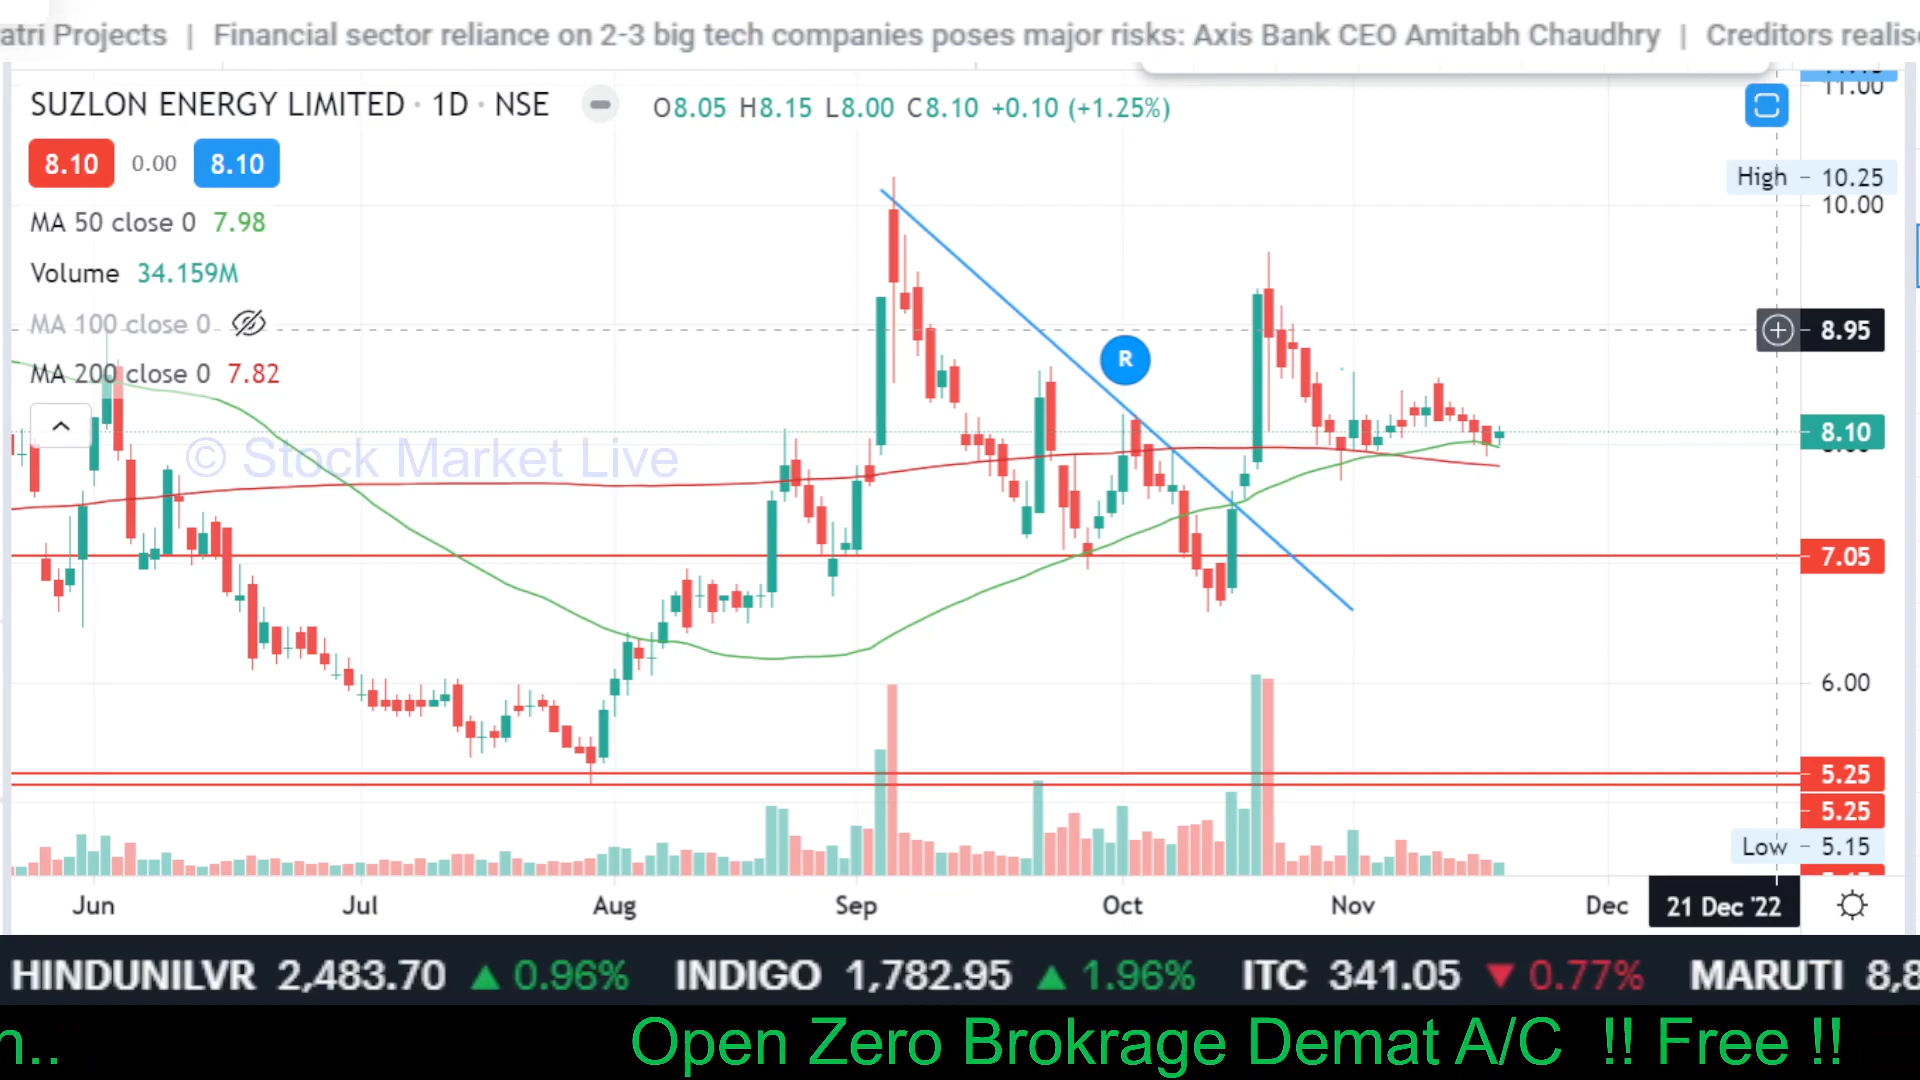 atri Projects | Financial sector reliance on 2-3 big tech companies poses major risks: Axis Bank CEO Amitabh Chaudhry | Creditors realis
SUZLON ENERGY LIMITED · 1D · NSE O8.05 H8.15 L8.00 C8.10 +0.10 (+1.25%)
8.10 0.00 8.10
MA 50 close 0 7.98
Volume 34.159M
MA 100 close 0
MA 200 close 0 7.82
© Stock Market Live
R
11.00
High 10.25
10.00
8.95
8.10
7.05
6.00
5.25
5.25
Low 5.15
Jun Jul Aug Sep Oct Nov Dec 21 Dec '22
HINDUNILVR 2,483.70 ▲ 0.96% INDIGO 1,782.95 ▲ 1.96% ITC 341.05 ▼ 0.77% MARUTI 8,8
n.. Open Zero Brokrage Demat A/C !! Free !!